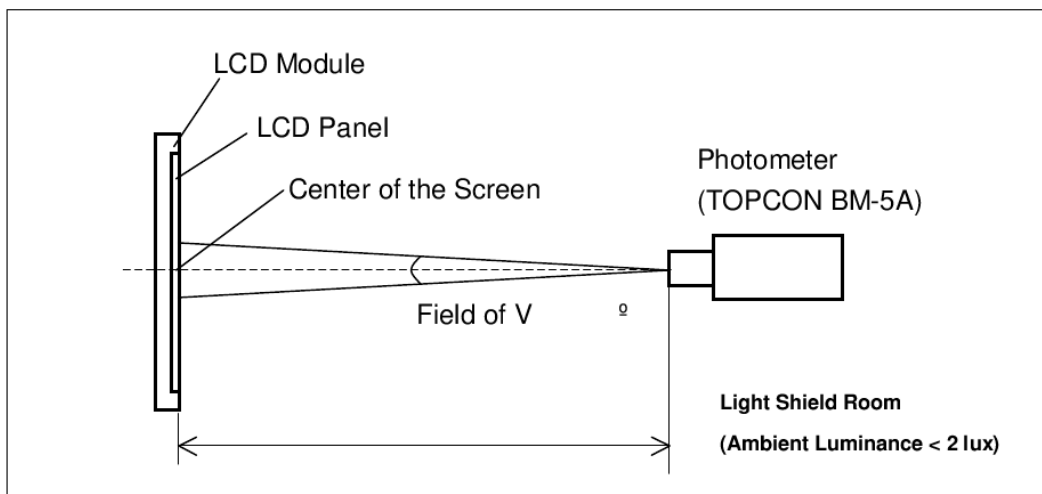 LCD Module
LCD Panel
Center of the Screen
Photometer
(TOPCON BM-5A)
Field of V º
Light Shield Room
(Ambient Luminance < 2 lux)